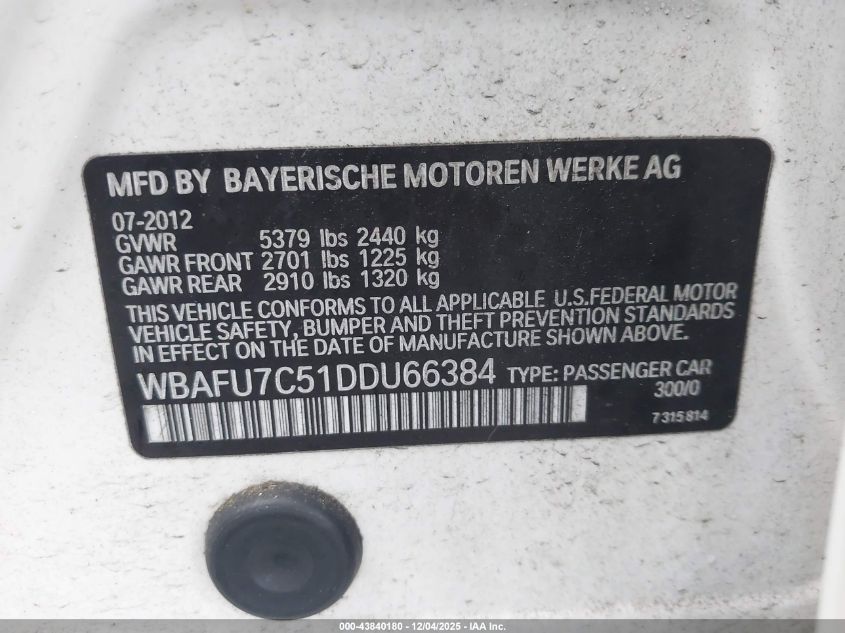 MFD BY BAYERISCHE MOTOREN WERKE AG
07-2012
GVWR 5379 lbs 2440 kg
GAWR FRONT 2701 lbs 1225 kg
GAWR REAR 2910 lbs 1320 kg
THIS VEHICLE CONFORMS TO ALL APPLICABLE U.S.FEDERAL MOTOR
VEHICLE SAFETY, BUMPER AND THEFT PREVENTION STANDARDS
IN EFFECT ON THE DATE OF MANUFACTURE SHOWN ABOVE.
WBAFU7C51DDU66384 TYPE: PASSENGER CAR
300/0
7315814
000-43840180 - 12/04/2025 - IAA Inc.